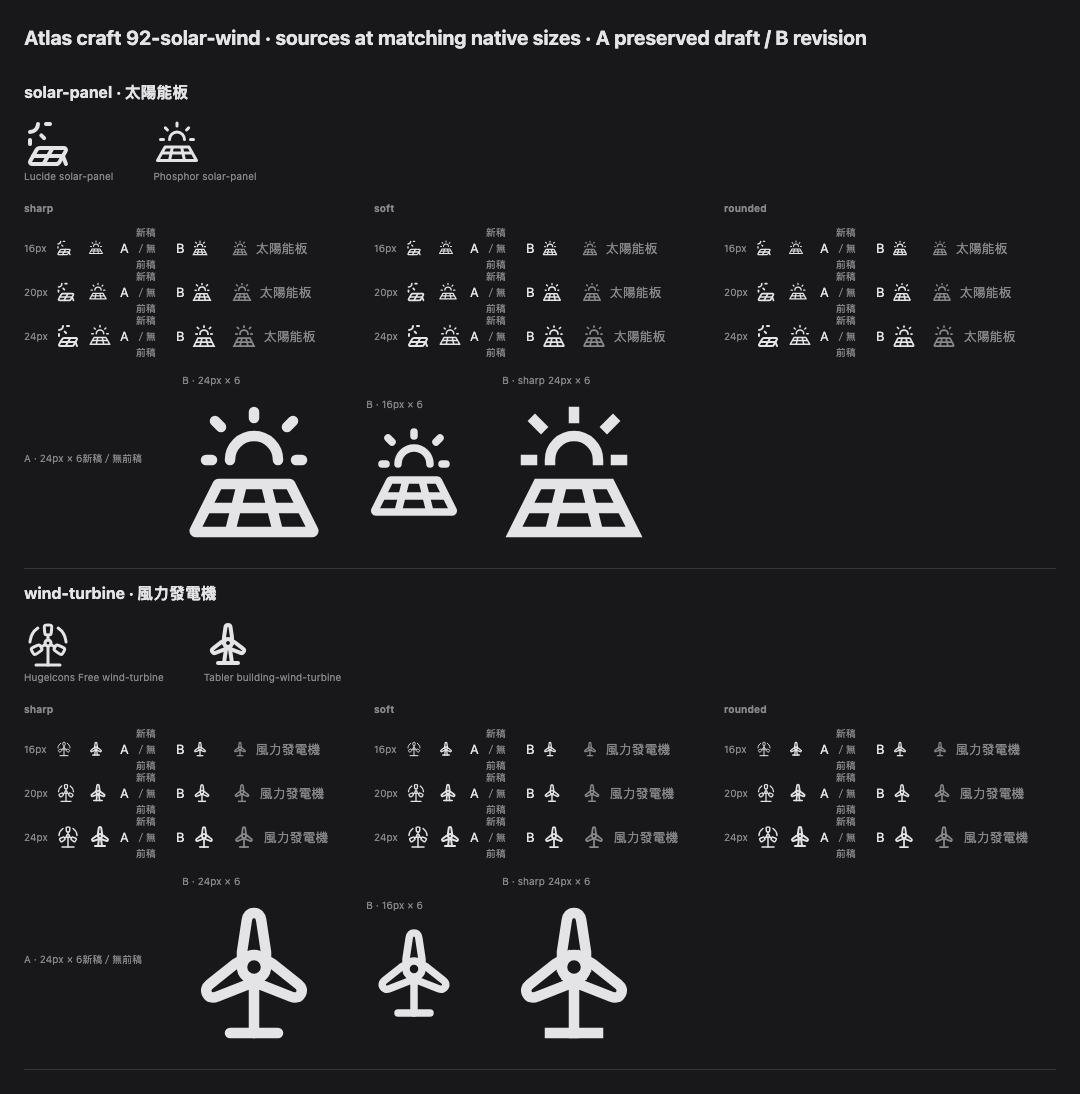 Atlas craft 92-solar-wind · sources at matching native sizes · A preserved draft / B revision
solar-panel · 太陽能板
Lucide solar-panel
Phosphor solar-panel
sharp
16px A 新稿 / 無前稿 B 太陽能板
20px A 新稿 / 無前稿 B 太陽能板
24px A 新稿 / 無前稿 B 太陽能板
soft
16px A 新稿 / 無前稿 B 太陽能板
20px A 新稿 / 無前稿 B 太陽能板
24px A 新稿 / 無前稿 B 太陽能板
rounded
16px A 新稿 / 無前稿 B 太陽能板
20px A 新稿 / 無前稿 B 太陽能板
24px A 新稿 / 無前稿 B 太陽能板
A · 24px × 6新稿 / 無前稿
B · 24px × 6
B · 16px × 6
B · sharp 24px × 6
wind-turbine · 風力發電機
Hugeicons Free wind-turbine
Tabler building-wind-turbine
sharp
16px A 新稿 / 無前稿 B 風力發電機
20px A 新稿 / 無前稿 B 風力發電機
24px A 新稿 / 無前稿 B 風力發電機
soft
16px A 新稿 / 無前稿 B 風力發電機
20px A 新稿 / 無前稿 B 風力發電機
24px A 新稿 / 無前稿 B 風力發電機
rounded
16px A 新稿 / 無前稿 B 風力發電機
20px A 新稿 / 無前稿 B 風力發電機
24px A 新稿 / 無前稿 B 風力發電機
A · 24px × 6新稿 / 無前稿
B · 24px × 6
B · 16px × 6
B · sharp 24px × 6